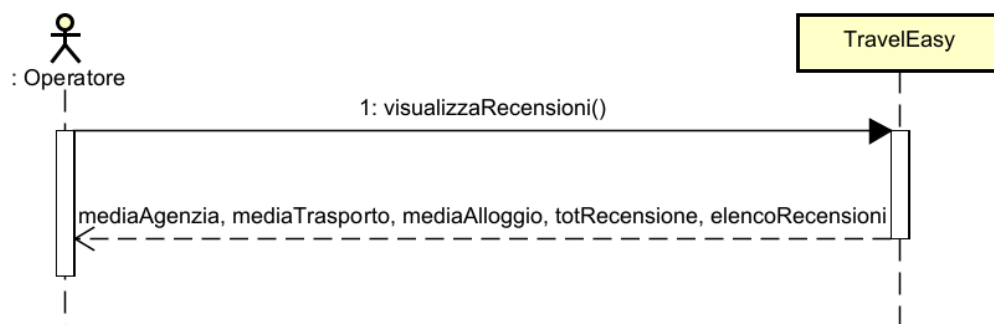 TravelEasy
: Operatore
1: visualizzaRecensioni()
mediaAgenzia, mediaTrasporto, mediaAlloggio, totRecensione, elencoRecensioni